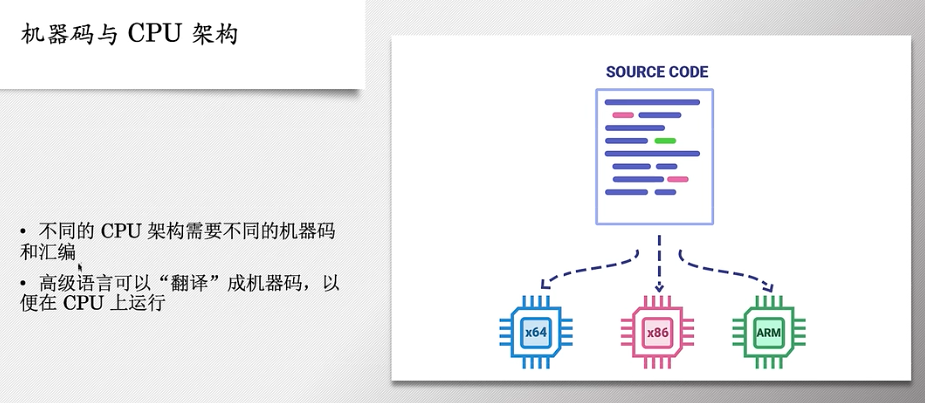 机器码与 CPU 架构
• 不同的 CPU 架构需要不同的机器码
和汇编
• 高级语言可以“翻译”成机器码，以
便在 CPU 上运行
SOURCE CODE
x64
x86
ARM